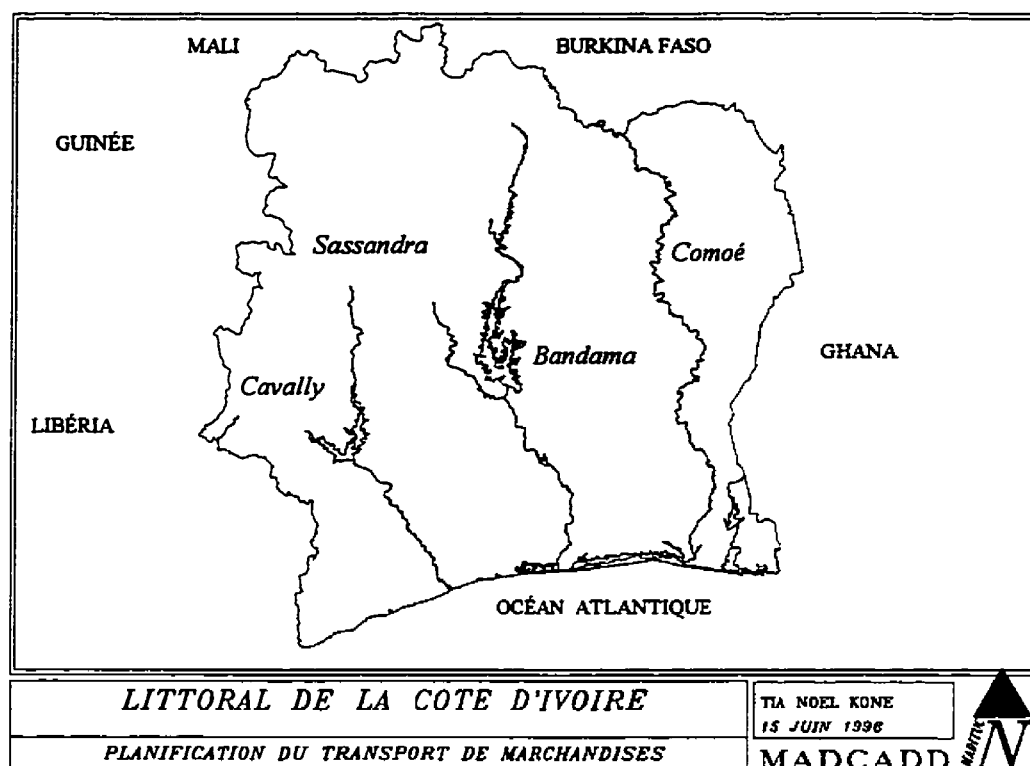 MALI
BURKINA FASO
GUINÉE
Sassandra
Comoé
Bandama
GHANA
Cavally
LIBÉRIA
OCÉAN ATLANTIQUE
LITTORAL DE LA COTE D'IVOIRE
TIA NOEL KONE
15 JUIN 1996
PLANIFICATION DU TRANSPORT DE MARCHANDISES
MADCADD
N